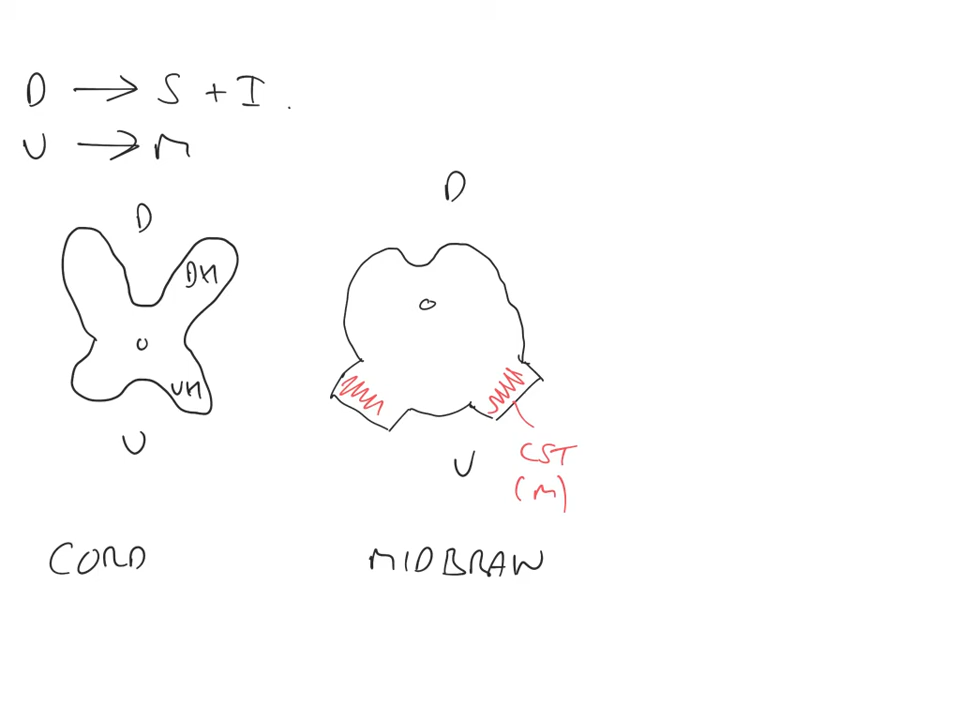 D → S + I.
V → M
D
DH
VH
V
CORD
D
CST
(M)
V
MIDBRAIN